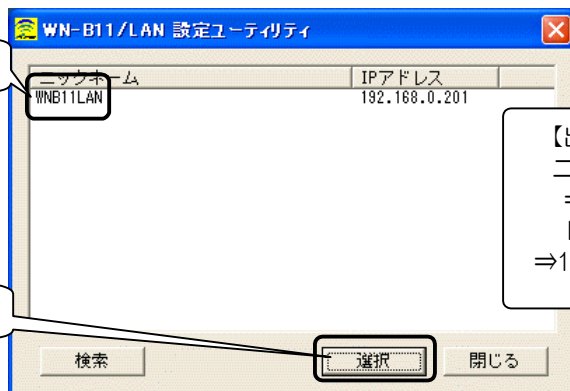 WN-B11/LAN 設定ユーティリティ
ニックネーム IPアドレス
WNB11LAN 192.168.0.201
⇒1
検索 選択 閉じる